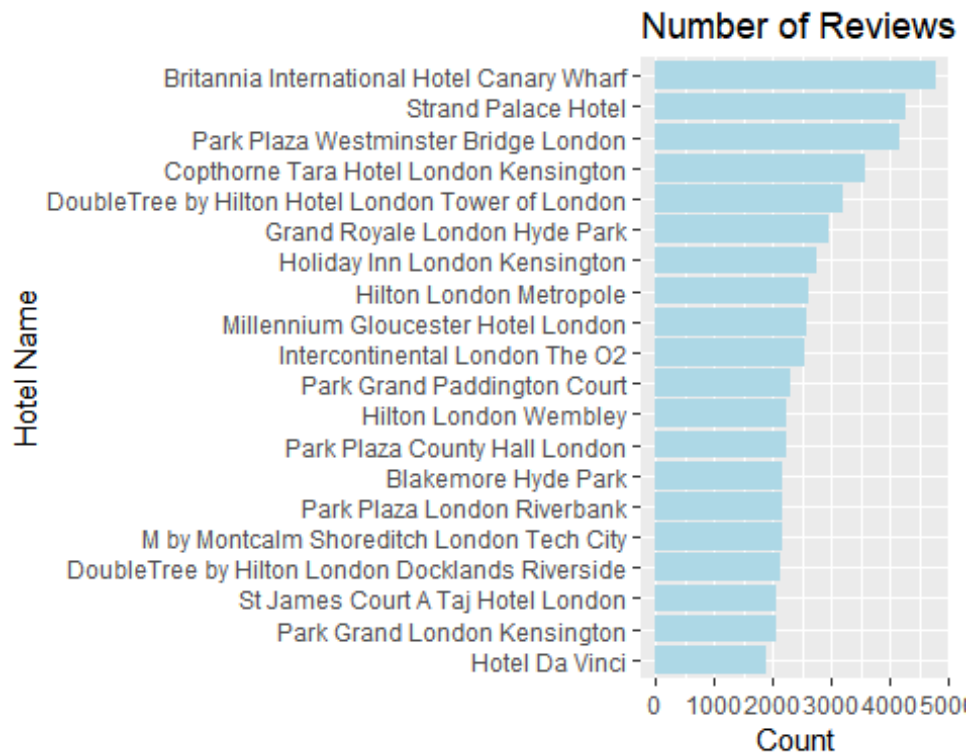 Number of Reviews
Britannia International Hotel Canary Wharf
Strand Palace Hotel
Park Plaza Westminster Bridge London
Copthorne Tara Hotel London Kensington
DoubleTree by Hilton Hotel London Tower of London
Grand Royale London Hyde Park
Holiday Inn London Kensington
Hilton London Metropole
Millennium Gloucester Hotel London
Intercontinental London The O2
Park Grand Paddington Court
Hilton London Wembley
Park Plaza County Hall London
Blakemore Hyde Park
Park Plaza London Riverbank
M by Montcalm Shoreditch London Tech City
DoubleTree by Hilton London Docklands Riverside
St James Court A Taj Hotel London
Park Grand London Kensington
Hotel Da Vinci
Hotel Name
0 1000 2000 3000 4000 5000
Count